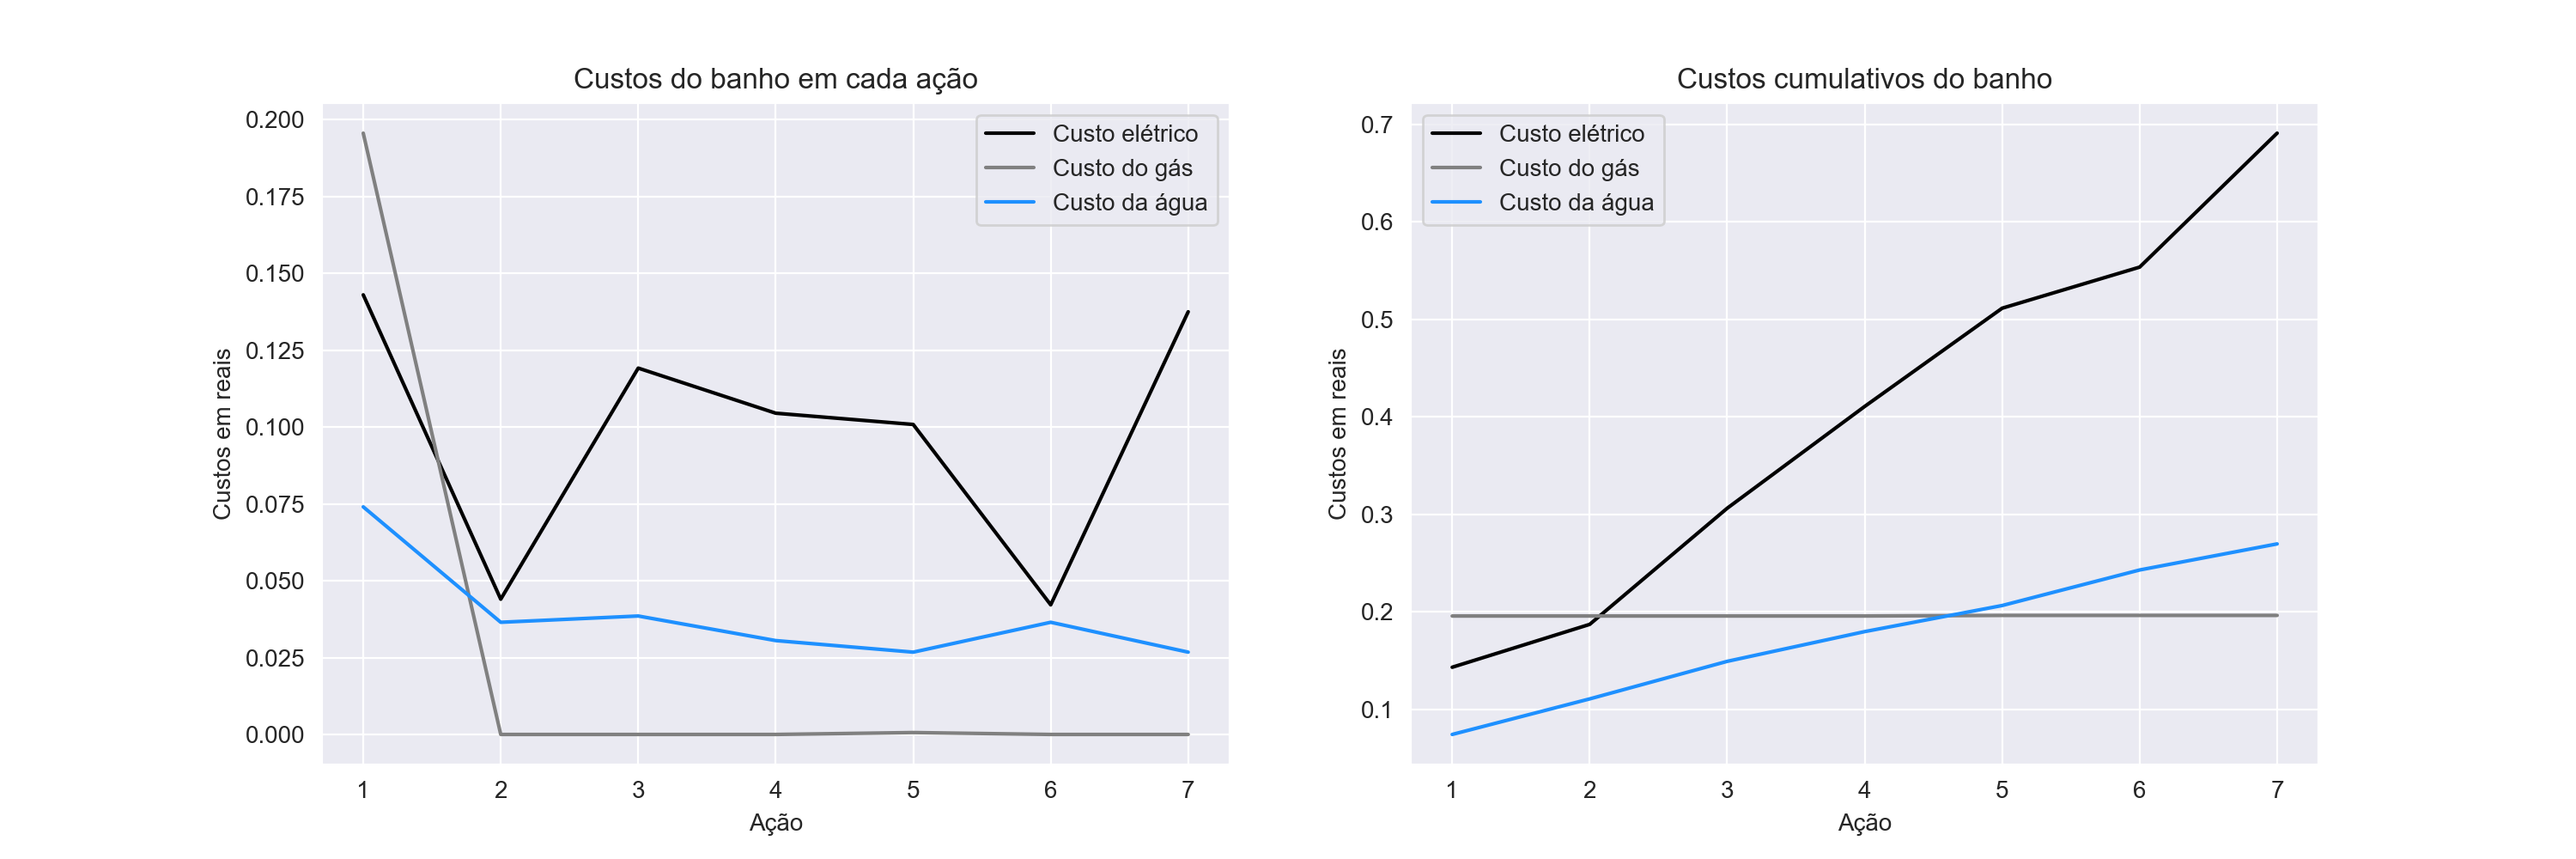 Custos do banho em cada ação
Custos em reais
0.200
0.175
0.150
0.125
0.100
0.075
0.050
0.025
0.000
Custo elétrico
Custo do gás
Custo da água
1 2 3 4 5 6 7
Ação
Custos cumulativos do banho
Custos em reais
0.7
0.6
0.5
0.4
0.3
0.2
0.1
Custo elétrico
Custo do gás
Custo da água
1 2 3 4 5 6 7
Ação